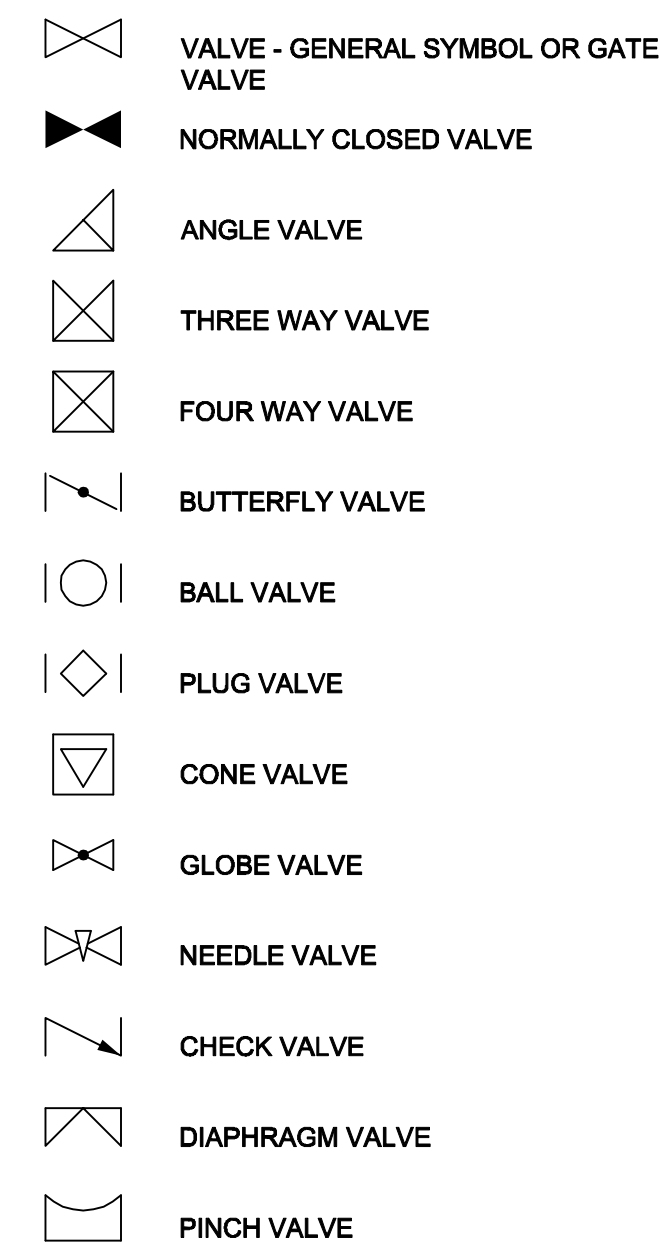 VALVE - GENERAL SYMBOL OR GATE
VALVE
NORMALLY CLOSED VALVE
ANGLE VALVE
THREE WAY VALVE
FOUR WAY VALVE
BUTTERFLY VALVE
BALL VALVE
PLUG VALVE
CONE VALVE
GLOBE VALVE
NEEDLE VALVE
CHECK VALVE
DIAPHRAGM VALVE
PINCH VALVE